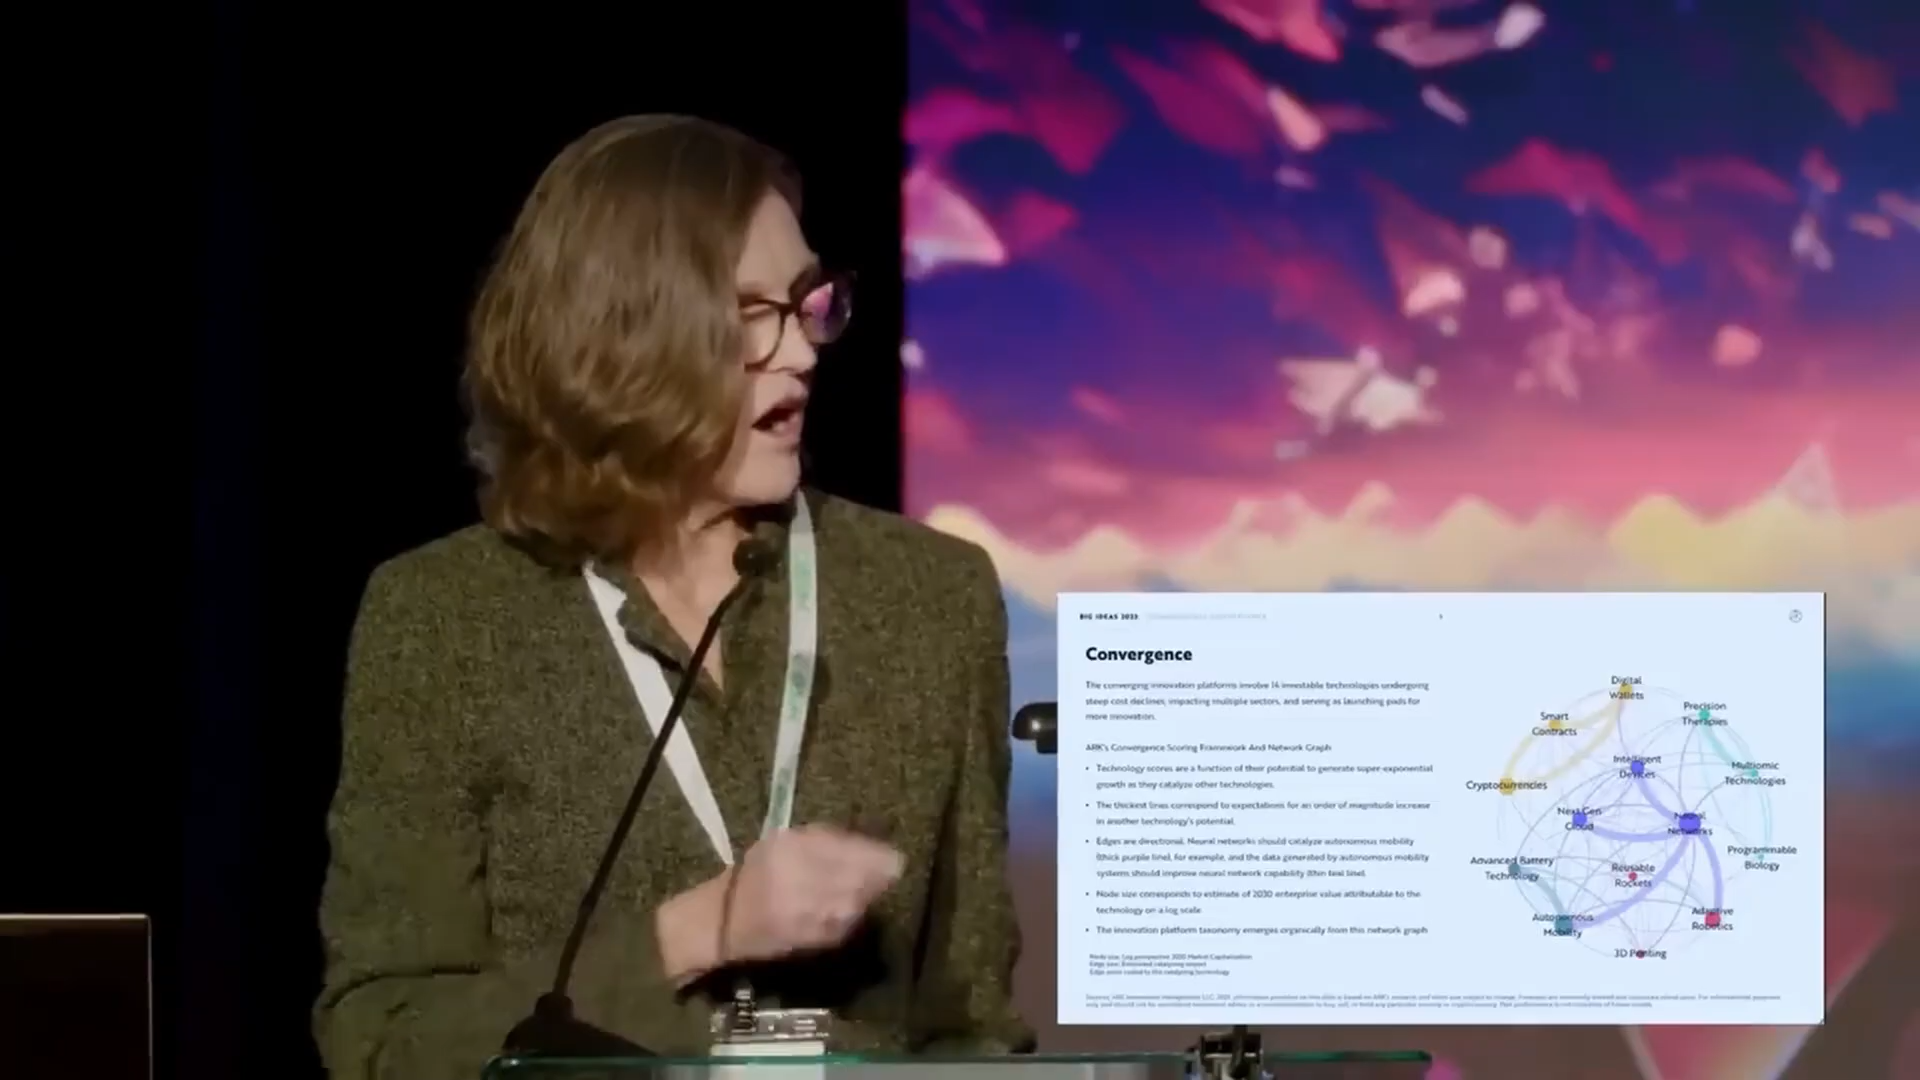 BIG IDEAS 2023
Convergence
The converging innovation platforms involve 14 investable technologies undergoing
steep cost declines, impacting multiple sectors, and serving as launching pads for
more innovation.
ARK's Convergence Scoring Framework And Network Graph
• Technology scores are a function of their potential to generate super-exponential
growth as they catalyze other technologies.
• The thickest lines correspond to expectations for an order of magnitude increase
in another technology's potential.
• Edges are directional. Neural networks should catalyze autonomous mobility
(thick purple line), for example, and the data generated by autonomous mobility
systems should improve neural network capability (thin teal line).
• Node size corresponds to estimate of 2030 enterprise value attributable to the
technology on a log scale
• The innovation platform taxonomy emerges organically from this network graph
Digital
Wallets
Precision
Therapies
Smart
Contracts
Intelligent
Devices
Multiomic
Technologies
Cryptocurrencies
Next Gen
Cloud
Neural
Networks
Programmable
Biology
Advanced Battery
Technology
Reusable
Rockets
Autonomous
Mobility
Adaptive
Robotics
3D Printing